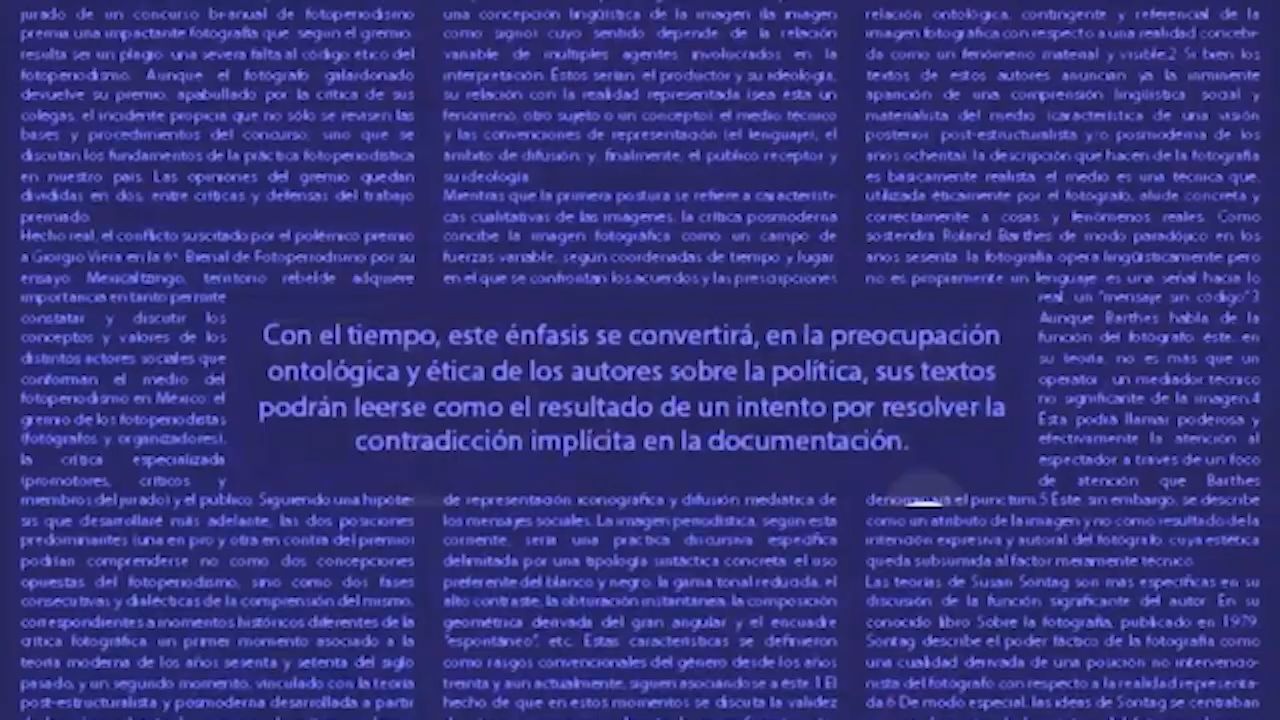 jurado de un concurso bi-anual de fotoperiodismo
premia una impactante fotografía que, según el gremio,
resulta ser un plagio, una severa falta al código ético del
fotoperiodismo. Aunque el fotógrafo galardonado
devuelve su premio, apabullado por la crítica de sus
colegas, el incidente propicia que no sólo se revisen las
bases y procedimientos del concurso, sino que se
discutan los fundamentos de la práctica fotoperiodística
en nuestro país. Las opiniones del gremio quedan
divididas en dos, entre críticas y defensas del trabajo
premiado.
Hecho real, el conflicto suscitado por el polémico premio
a Giorgio Viera en la 6ª. Bienal de Fotoperiodismo por su
ensayo Mexicaltzingo, territorio rebelde adquiere
importancia en tanto permite
constatar y discutir los
conceptos y valores de los
distintos actores sociales que
conforman el medio del
fotoperiodismo en México: el
gremio de los fotoperiodistas
(fotógrafos y organizadores),
la crítica especializada
(promotores, críticos y
miembros del jurado) y el público. Siguiendo una hipóte-
sis que desarrollaré más adelante, las dos posiciones
predominantes (una en pro y otra en contra del premio)
podrían comprenderse no como dos concepciones
opuestas del fotoperiodismo, sino como dos fases
consecutivas y dialécticas de la comprensión del mismo,
correspondientes a momentos históricos diferentes de la
crítica fotográfica, un primer momento asociado a la
teoría moderna de los años sesenta y setenta del siglo
pasado, y un segundo momento, vinculado con la teoría
post-estructuralista y posmoderna desarrollada a partir
una concepción lingüística de la imagen (la imagen
como signo) cuyo sentido depende de la relación
variable de múltiples agentes involucrados en la
interpretación. Estos serían, el productor y su ideología,
su relación con la realidad representada (sea ésta un
fenómeno, otro sujeto o un concepto), el medio técnico
y las convenciones de representación (el lenguaje), el
ámbito de difusión y, finalmente, el público receptor y
su ideología.
Mientras que la primera postura se refiere a característi-
cas cualitativas de las imágenes, la crítica posmoderna
concibe la imagen fotográfica como un campo de
fuerzas variable, según coordenadas de tiempo y lugar,
en el que se confrontan los acuerdos y las prescripciones
Con el tiempo, este énfasis se convertirá, en la preocupación
ontológica y ética de los autores sobre la política, sus textos
podrán leerse como el resultado de un intento por resolver la
contradicción implícita en la documentación.
de representación iconográfica y difusión mediática de
los mensajes sociales. La imagen periodística, según esta
corriente, sería una práctica discursiva específica
delimitada por una tipología sintáctica concreta: el uso
preferente del blanco y negro, la gama tonal reducida, el
alto contraste, la obturación instantánea, la composición
geométrica derivada del gran angular y el encuadre
"espontáneo", etc. Estas características se definieron
como rasgos convencionales del género desde los años
treinta y aun actualmente, siguen asociándose a éste.1 El
hecho de que en estos momentos se discuta la validez
relación ontológica, contingente y referencial de la
imagen fotográfica con respecto a una realidad concebi-
da como un fenómeno material y visible.2 Si bien los
textos de estos autores anuncian ya la inminente
aparición de una comprensión lingüística, social y
materialista del medio (característica de una visión
posterior, post-estructuralista y/o posmoderna de los
años ochenta), la descripción que hacen de la fotografía
es básicamente realista: el medio es una técnica que,
utilizada éticamente por el fotógrafo, alude concreta y
correctamente a cosas y fenómenos reales. Como
sostendrá Roland Barthes de modo paradójico en los
años sesenta, la fotografía opera lingüísticamente pero
no es propiamente un lenguaje, es una señal hacia lo
real, un "mensaje sin código".3
Aunque Barthes habla de la
función del fotógrafo éste, en
su teoría, no es más que un
operator, un mediador técnico
no significante de la imagen.4
Ésta podrá llamar poderosa y
efectivamente la atención al
espectador a través de un foco
de atención que Barthes
denominará el punctum.5 Éste sin embargo, se describe
como un atributo de la imagen y no como resultado de la
intención expresiva y autoral del fotógrafo, cuya estética
queda subsumida al factor meramente técnico.
Las teorías de Susan Sontag son más específicas en su
discusión de la función significante del autor. En su
conocido libro Sobre la fotografía, publicado en 1979,
Sontag describe el poder fáctico de la fotografía como
una cualidad derivada de una posición no intervencio-
nista del fotógrafo con respecto a la realidad representa-
da.6 De modo especial, las ideas de Sontag se centraban